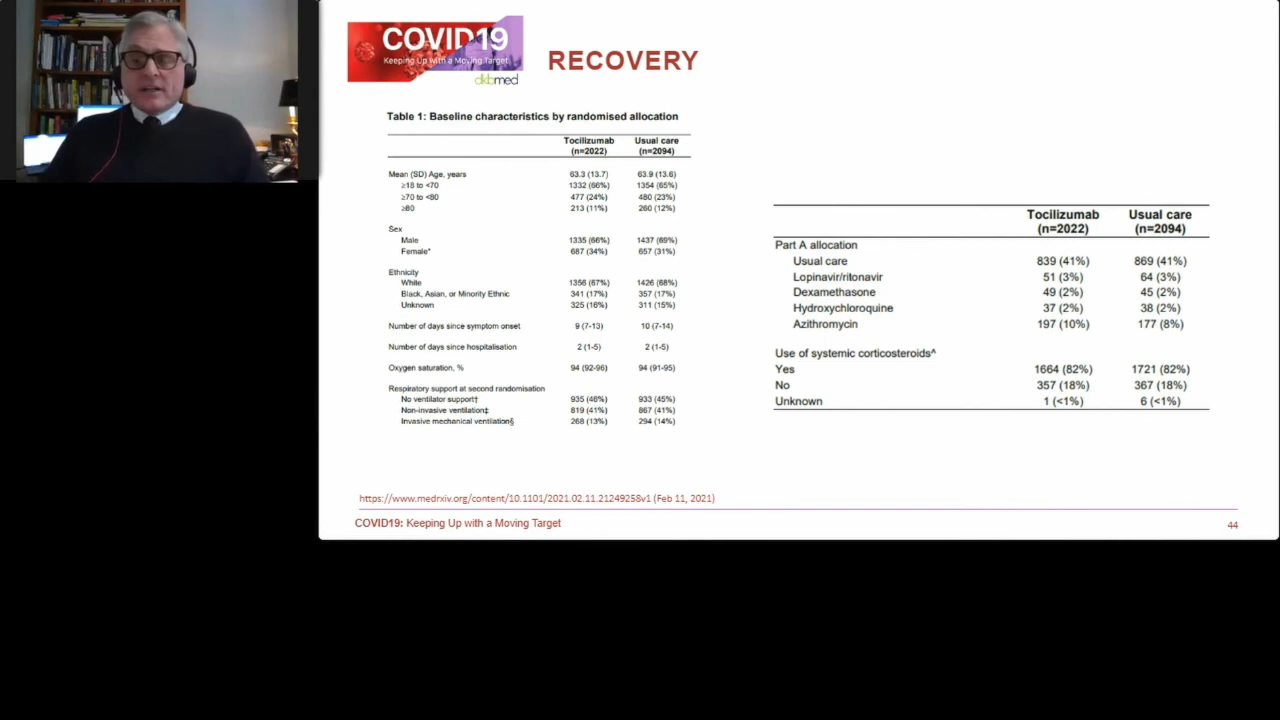 COVID19
Keeping Up with a Moving Target
dkbmed
RECOVERY
Table 1: Baseline characteristics by randomised allocation
Tocilizumab (n=2022) Usual care (n=2094)
Mean (SD) Age, years 63.3 (13.7) 63.9 (13.6)
≥18 to <70 1332 (66%) 1354 (65%)
≥70 to <80 477 (24%) 480 (23%)
≥80 213 (11%) 260 (12%)
Sex
Male 1335 (66%) 1437 (69%)
Female* 687 (34%) 657 (31%)
Ethnicity
White 1356 (67%) 1426 (68%)
Black, Asian, or Minority Ethnic 341 (17%) 357 (17%)
Unknown 325 (16%) 311 (15%)
Number of days since symptom onset 9 (7-13) 10 (7-14)
Number of days since hospitalisation 2 (1-5) 2 (1-5)
Oxygen saturation, % 94 (92-96) 94 (91-95)
Respiratory support at second randomisation
No ventilator support† 935 (46%) 933 (45%)
Non-invasive ventilation‡ 819 (41%) 867 (41%)
Invasive mechanical ventilation§ 268 (13%) 294 (14%)
Tocilizumab (n=2022) Usual care (n=2094)
Part A allocation
Usual care 839 (41%) 869 (41%)
Lopinavir/ritonavir 51 (3%) 64 (3%)
Dexamethasone 49 (2%) 45 (2%)
Hydroxychloroquine 37 (2%) 38 (2%)
Azithromycin 197 (10%) 177 (8%)
Use of systemic corticosteroids^
Yes 1664 (82%) 1721 (82%)
No 357 (18%) 367 (18%)
Unknown 1 (<1%) 6 (<1%)
https://www.medrxiv.org/content/10.1101/2021.02.11.21249258v1 (Feb 11, 2021)
COVID19: Keeping Up with a Moving Target
44